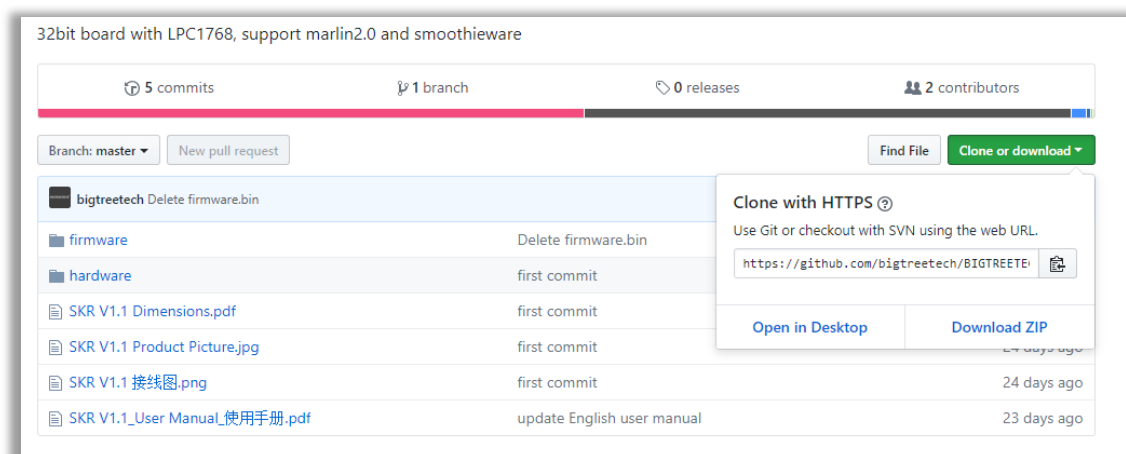 32bit board with LPC1768, support marlin2.0 and smoothieware
5 commits 1 branch 0 releases 2 contributors
Branch: master New pull request Find File Clone or download
bigtreetech Delete firmware.bin
Clone with HTTPS
Use Git or checkout with SVN using the web URL.
https://github.com/bigtreetech/BIGTREETE
Open in Desktop Download ZIP
firmware Delete firmware.bin
hardware first commit
SKR V1.1 Dimensions.pdf first commit
SKR V1.1 Product Picture.jpg first commit 24 days ago
SKR V1.1 接线图.png first commit 24 days ago
SKR V1.1_User Manual_使用手册.pdf update English user manual 23 days ago